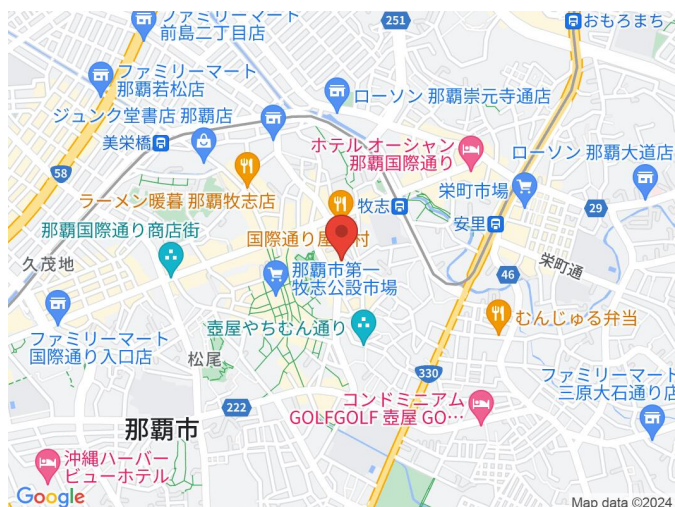 ファミリーマート
前島二丁目店
251
おもろまち
ファミリーマート
那覇若松店
ローソン 那覇崇元寺通店
ジュンク堂書店 那覇店
美栄橋
ホテル オーシャン
那覇国際通り
ローソン 那覇大道店
58
ラーメン暖暮 那覇牧志店
牧志
栄町市場
29
那覇国際通り商店街
安里
国際通り屋
村
久茂地
栄町通
那覇市第一
牧志公設市場
46
むんじゅる弁当
ファミリーマート
国際通り入口店
壺屋やちむん通り
松尾
330
ファミリーマート
三原大石通り店
222
コンドミニアム
GOLFGOLF 壺屋 GO…
那覇市
沖縄ハーバー
ビューホテル
Google
Map data ©2024